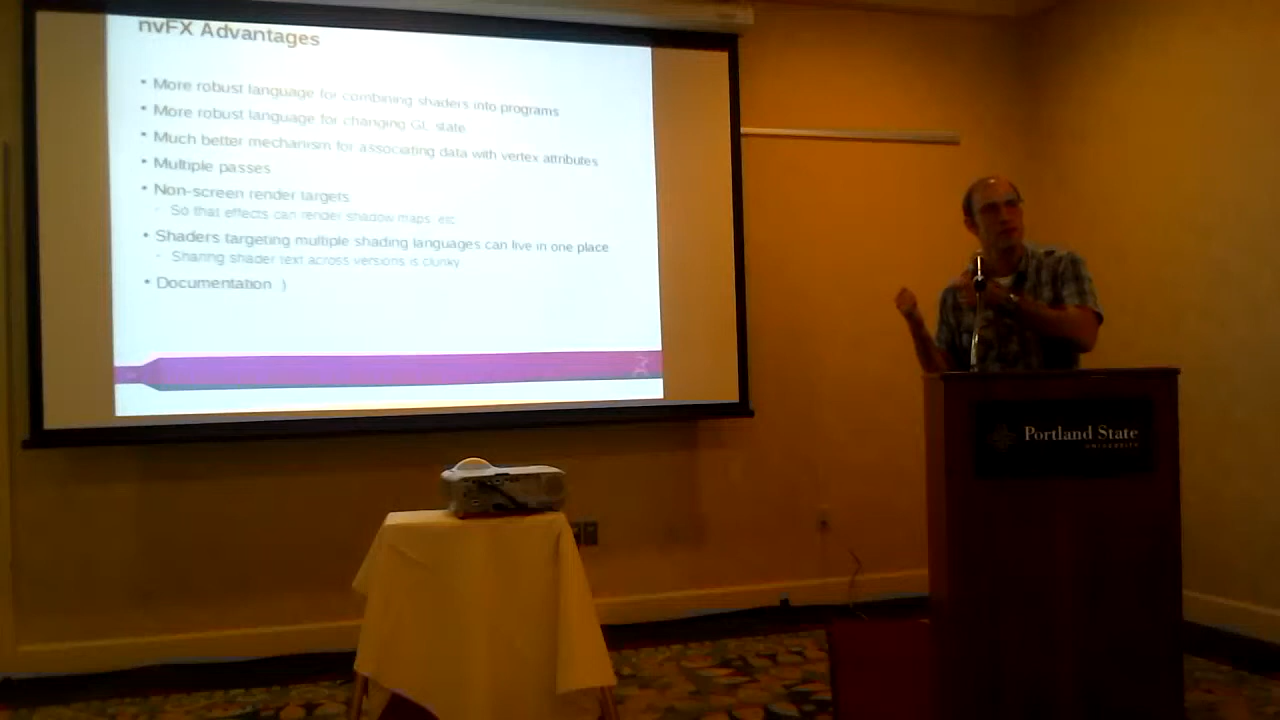 nvFX Advantages
• More robust language for combining shaders into programs
• More robust language for changing GL state
• Much better mechanism for associating data with vertex attributes
• Multiple passes
• Non-screen render targets
- So that effects can render shadow maps, etc.
• Shaders targeting multiple shading languages can live in one place
- Sharing shader text across versions is clunky
• Documentation :)
Portland State
UNIVERSITY